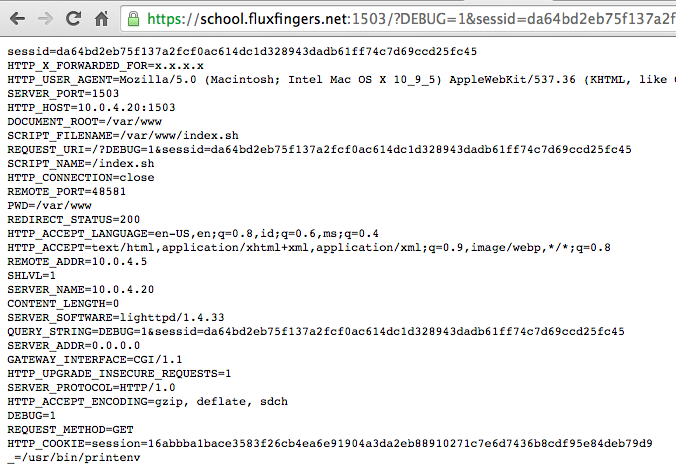 https://school.fluxfingers.net:1503/?DEBUG=1&sessid=da64bd2eb75f137a2f
sessid=da64bd2eb75f137a2fcf0ac614dc1d328943dadb61ff74c7d69ccd25fc45
HTTP_X_FORWARDED_FOR=x.x.x.x
HTTP_USER_AGENT=Mozilla/5.0 (Macintosh; Intel Mac OS X 10_9_5) AppleWebKit/537.36 (KHTML, like
SERVER_PORT=1503
HTTP_HOST=10.0.4.20:1503
DOCUMENT_ROOT=/var/www
SCRIPT_FILENAME=/var/www/index.sh
REQUEST_URI=/?DEBUG=1&sessid=da64bd2eb75f137a2fcf0ac614dc1d328943dadb61ff74c7d69ccd25fc45
SCRIPT_NAME=/index.sh
HTTP_CONNECTION=close
REMOTE_PORT=48581
PWD=/var/www
REDIRECT_STATUS=200
HTTP_ACCEPT_LANGUAGE=en-US,en;q=0.8,id;q=0.6,ms;q=0.4
HTTP_ACCEPT=text/html,application/xhtml+xml,application/xml;q=0.9,image/webp,*/*;q=0.8
REMOTE_ADDR=10.0.4.5
SHLVL=1
SERVER_NAME=10.0.4.20
CONTENT_LENGTH=0
SERVER_SOFTWARE=lighttpd/1.4.33
QUERY_STRING=DEBUG=1&sessid=da64bd2eb75f137a2fcf0ac614dc1d328943dadb61ff74c7d69ccd25fc45
SERVER_ADDR=0.0.0.0
GATEWAY_INTERFACE=CGI/1.1
HTTP_UPGRADE_INSECURE_REQUESTS=1
SERVER_PROTOCOL=HTTP/1.0
HTTP_ACCEPT_ENCODING=gzip, deflate, sdch
DEBUG=1
REQUEST_METHOD=GET
HTTP_COOKIE=session=16abbba1bace3583f26cb4ea6e91904a3da2eb88910271c7e6d7436b8cdf95e84deb79d9
_=/usr/bin/printenv